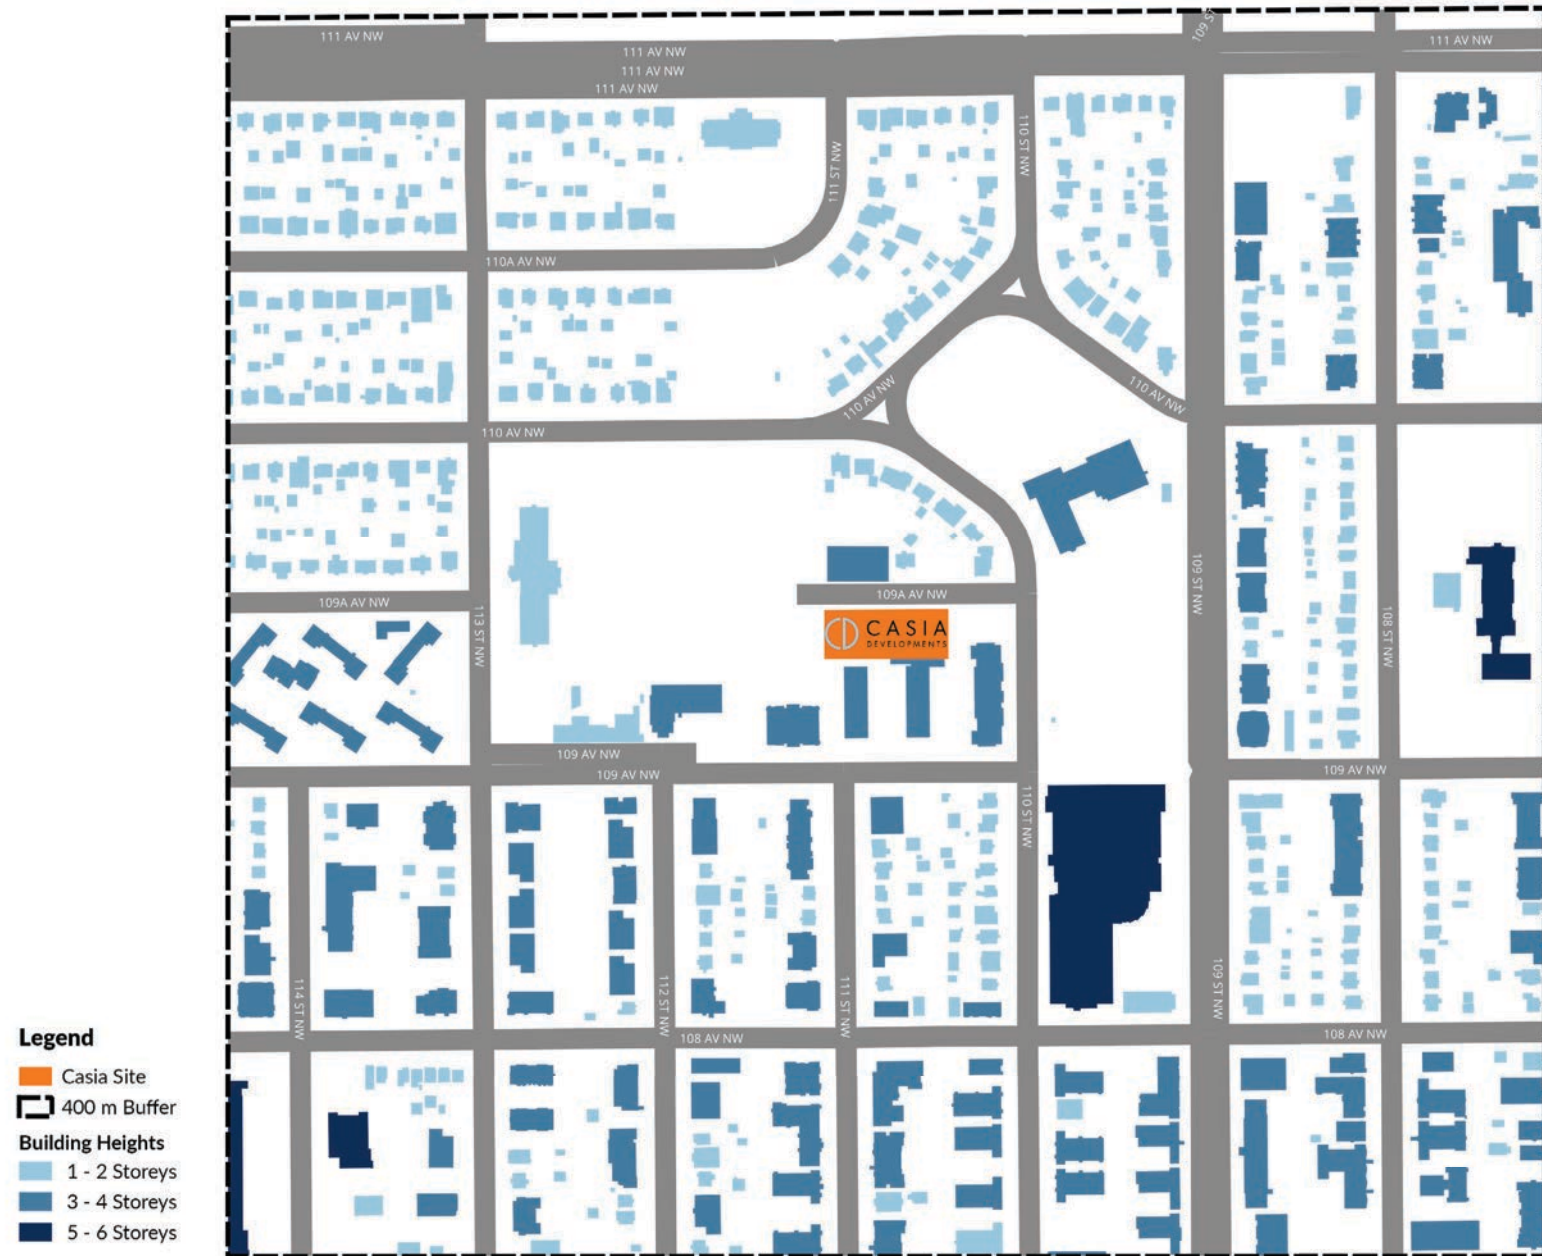 111 AV NW
111 AV NW
111 AV NW
111 AV NW
109 ST
111 AV NW
111 ST NW
110 ST NW
110A AV NW
110 AV NW
110 AV NW
110 AV NW
109A AV NW
109A AV NW
109 ST NW
113 ST NW
108 ST NW
CD CASIA
DEVELOPMENTS
109 AV NW
109 AV NW
109 AV NW
110 ST NW
114 ST NW
112 ST NW
111 ST NW
109 ST NW
108 AV NW
108 AV NW
Legend
Casia Site
400 m Buffer
Building Heights
1 - 2 Storeys
3 - 4 Storeys
5 - 6 Storeys